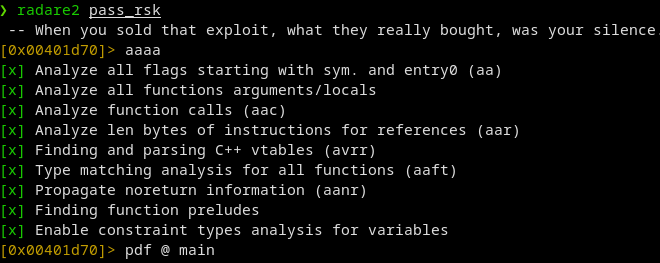 ❯ radare2 pass_rsk
 -- When you sold that exploit, what they really bought, was your silence.
[0x00401d70]> aaaa
[x] Analyze all flags starting with sym. and entry0 (aa)
[x] Analyze all functions arguments/locals
[x] Analyze function calls (aac)
[x] Analyze len bytes of instructions for references (aar)
[x] Finding and parsing C++ vtables (avrr)
[x] Type matching analysis for all functions (aaft)
[x] Propagate noreturn information (aanr)
[x] Finding function preludes
[x] Enable constraint types analysis for variables
[0x00401d70]> pdf @ main